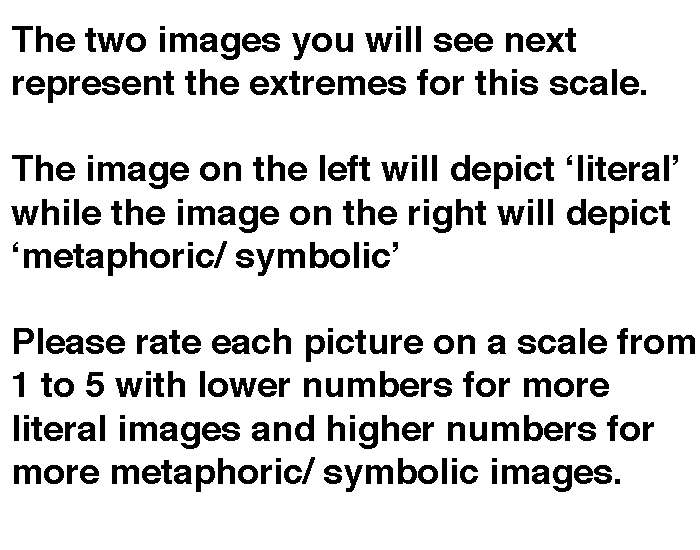 The two images you will see next
represent the extremes for this scale.
The image on the left will depict ‘literal’
while the image on the right will depict
‘metaphoric/ symbolic’
Please rate each picture on a scale from
1 to 5 with lower numbers for more
literal images and higher numbers for
more metaphoric/ symbolic images.